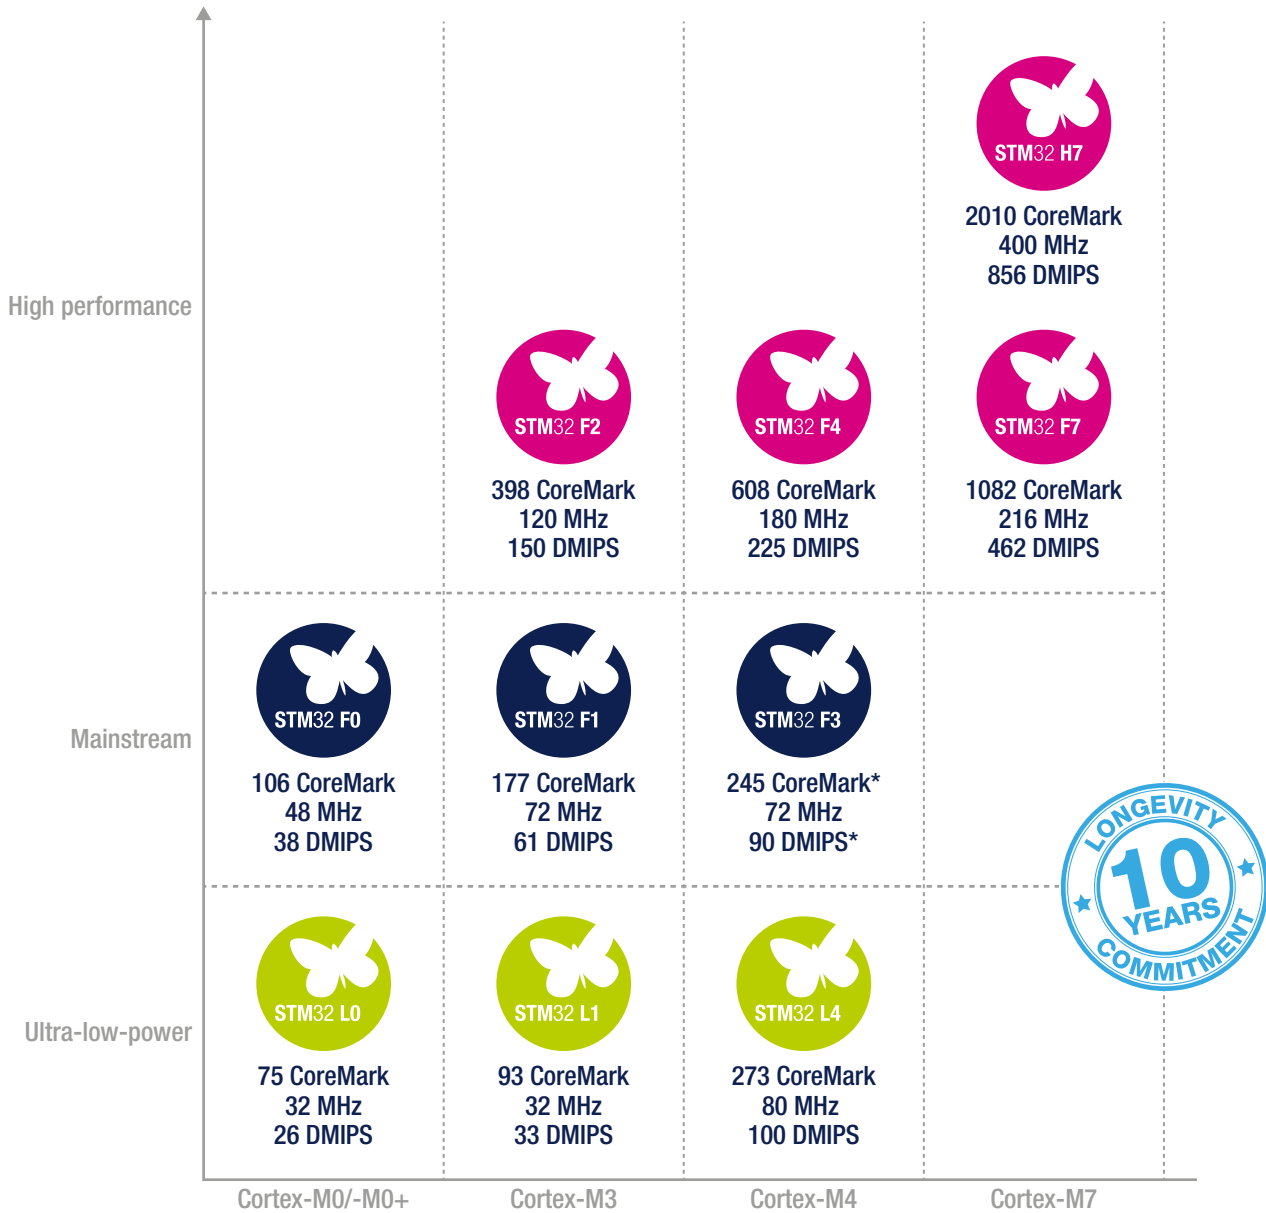 STM32 H7
2010 CoreMark
400 MHz
856 DMIPS
High performance
STM32 F2
398 CoreMark
120 MHz
150 DMIPS
STM32 F4
608 CoreMark
180 MHz
225 DMIPS
STM32 F7
1082 CoreMark
216 MHz
462 DMIPS
Mainstream
STM32 F0
106 CoreMark
48 MHz
38 DMIPS
STM32 F1
177 CoreMark
72 MHz
61 DMIPS
STM32 F3
245 CoreMark*
72 MHz
90 DMIPS*
LONGEVITY
10
YEARS
COMMITMENT
Ultra-low-power
STM32 L0
75 CoreMark
32 MHz
26 DMIPS
STM32 L1
93 CoreMark
32 MHz
33 DMIPS
STM32 L4
273 CoreMark
80 MHz
100 DMIPS
Cortex-M0/-M0+
Cortex-M3
Cortex-M4
Cortex-M7